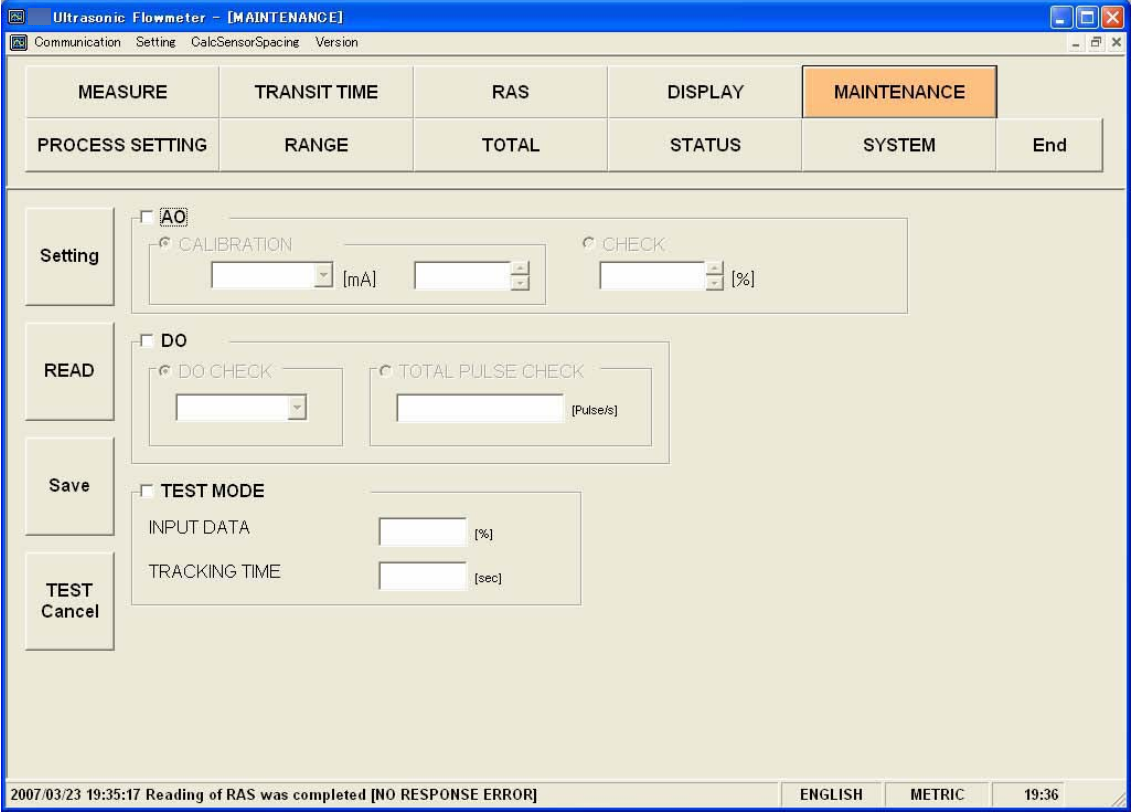 Ultrasonic Flowmeter - [MAINTENANCE]
Communication Setting CalcSensorSpacing Version
MEASURE TRANSIT TIME RAS DISPLAY MAINTENANCE
PROCESS SETTING RANGE TOTAL STATUS SYSTEM End
Setting
READ
Save
TEST
Cancel
AO
CALIBRATION CHECK
[mA] [%]
DO
DO CHECK TOTAL PULSE CHECK
[Pulse/s]
TEST MODE
INPUT DATA [%]
TRACKING TIME [sec]
2007/03/23 19:35:17 Reading of RAS was completed [NO RESPONSE ERROR] ENGLISH METRIC 19:36